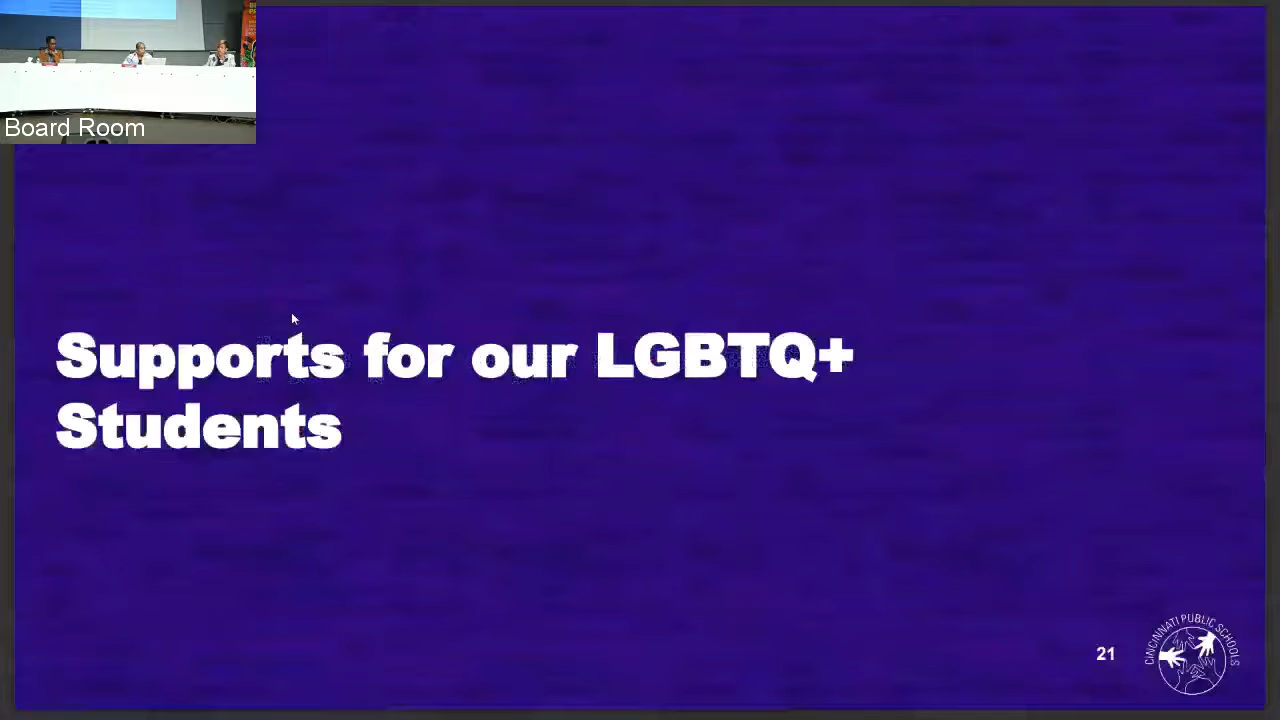 Board Room
Supports for our LGBTQ+
Students
21
CINCINNATI PUBLIC SCHOOLS